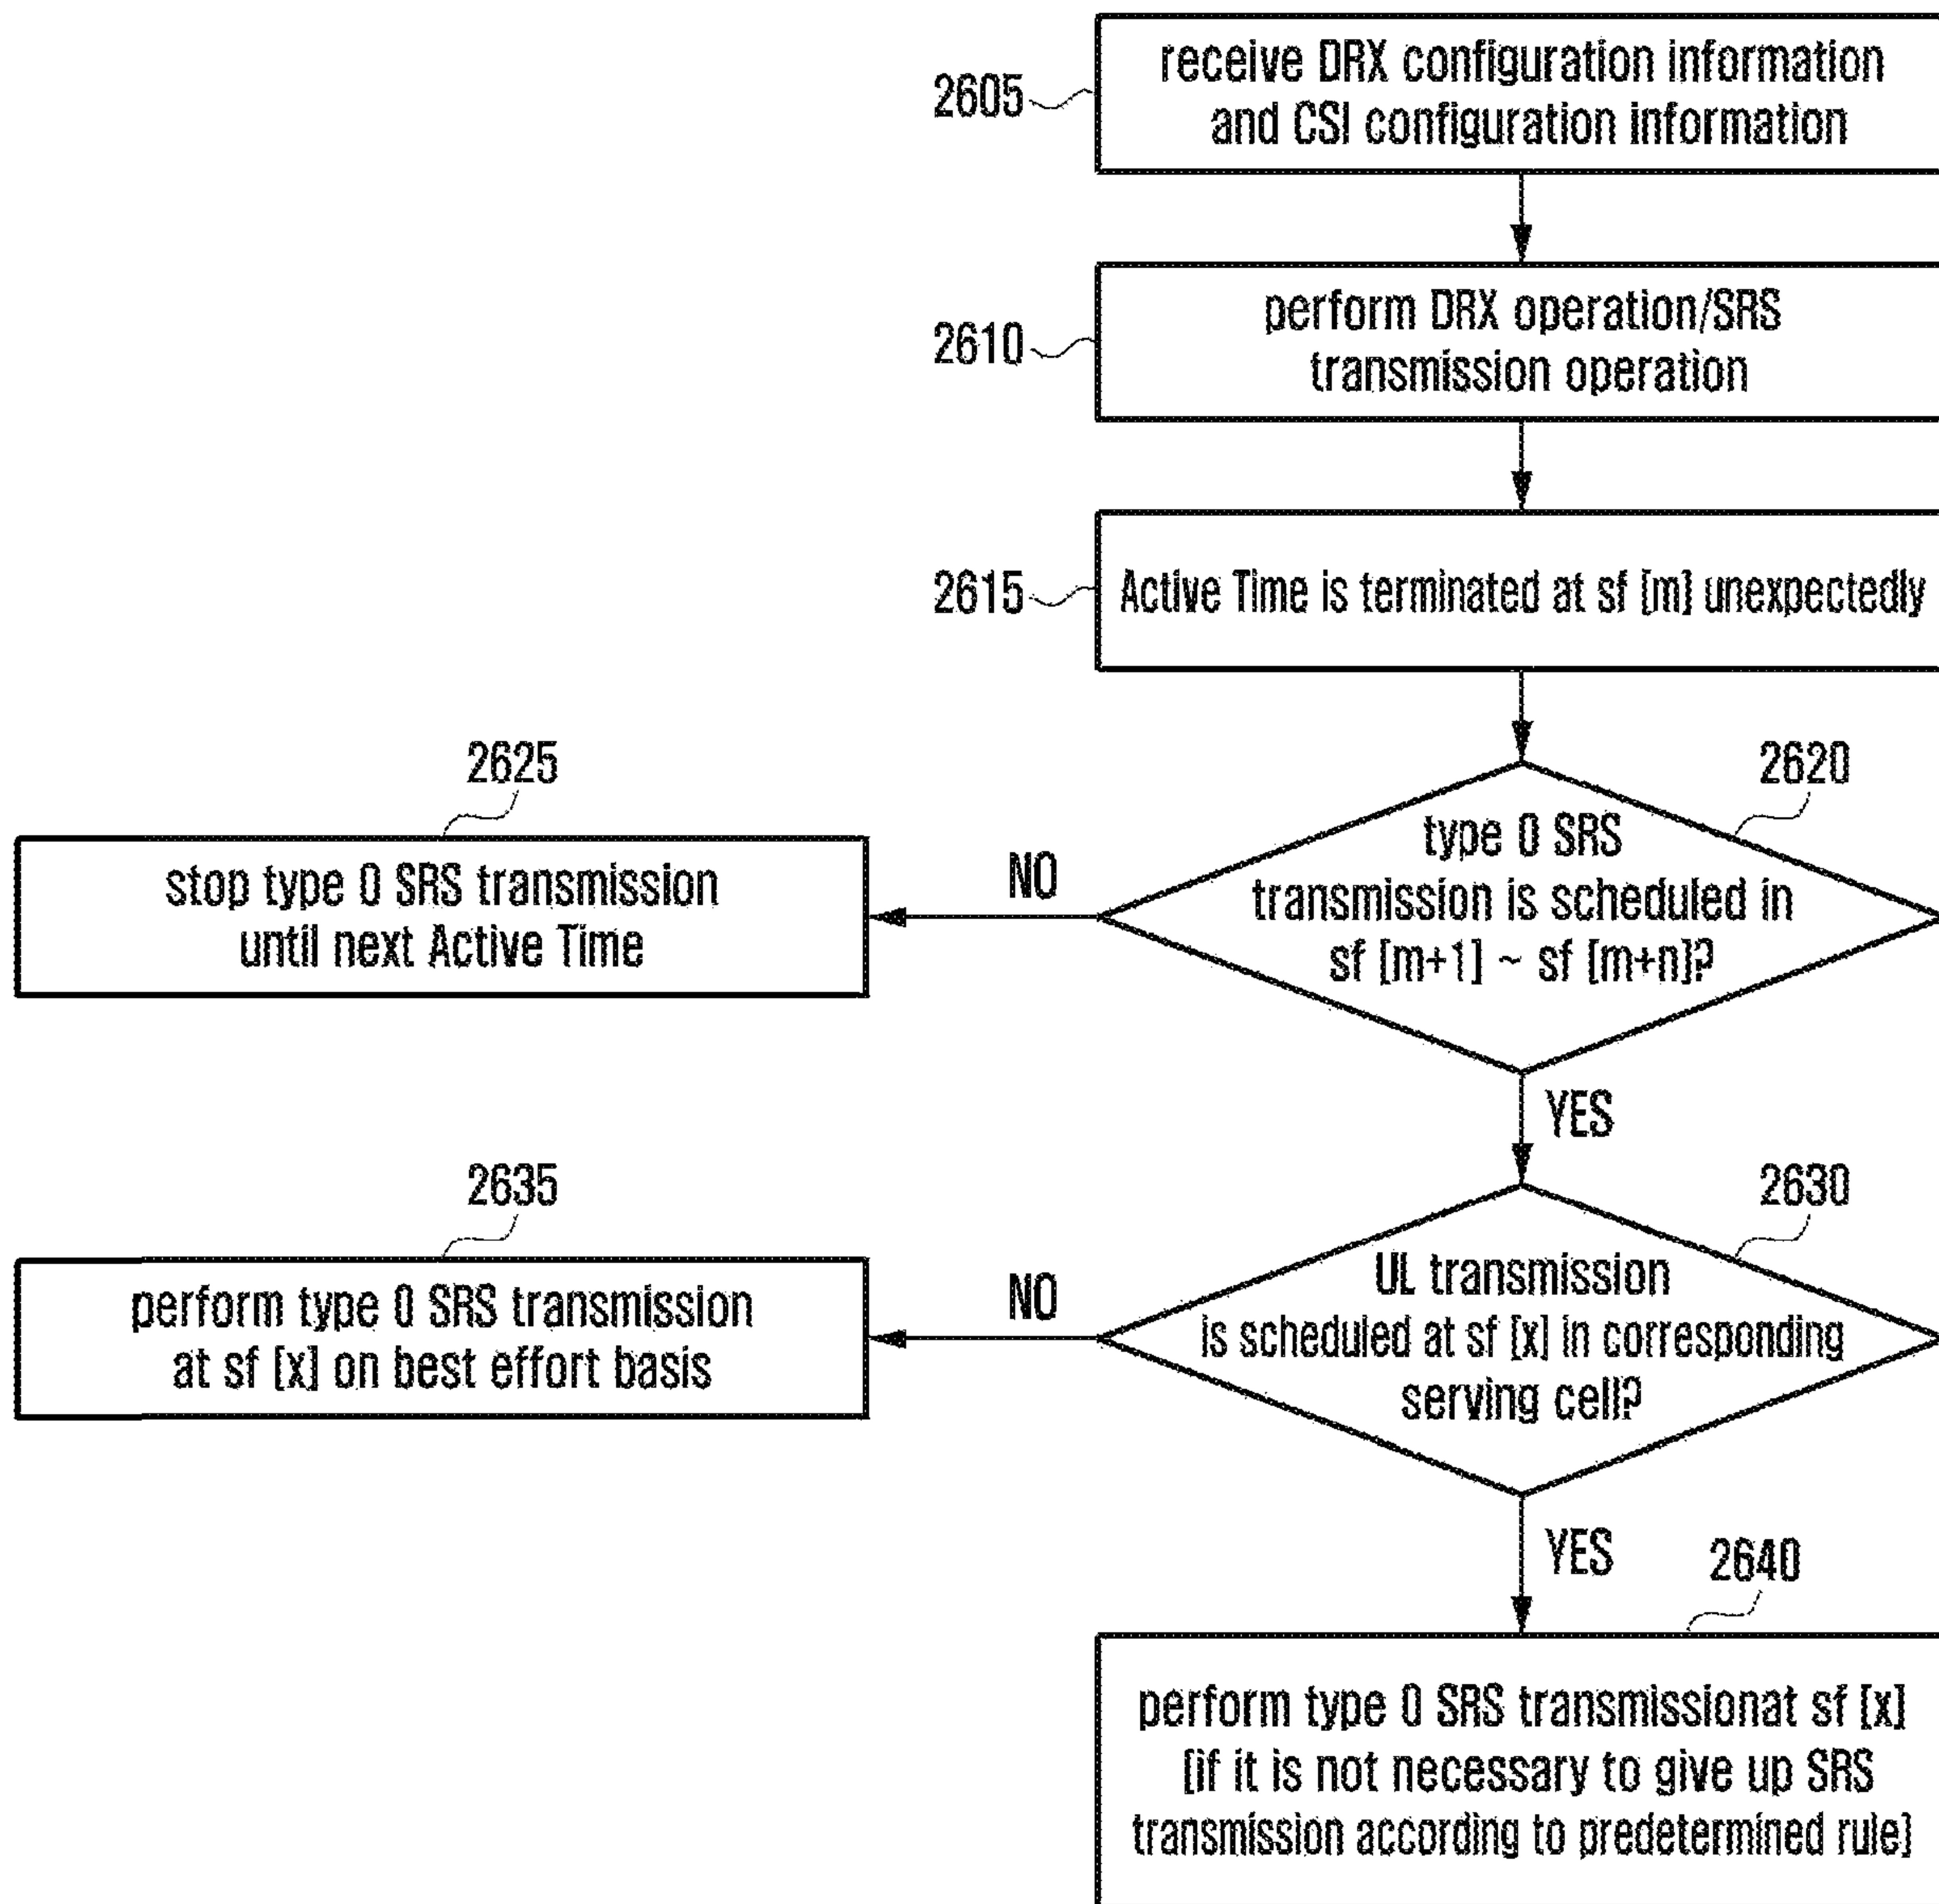 2605
receive DRX configuration information
and CSI configuration information
2610
perform DRX operation/SRS
transmission operation
2615
Active Time is terminated at sf [m] unexpectedly
2620
type 0 SRS
transmission is scheduled in
sf [m+1] ~ sf [m+n]?
NO
2625
stop type 0 SRS transmission
until next Active Time
YES
2630
UL transmission
is scheduled at sf [x] in corresponding
serving cell?
NO
2635
perform type 0 SRS transmission
at sf [x] on best effort basis
YES
2640
perform type 0 SRS transmissionat sf [x]
[if it is not necessary to give up SRS
transmission according to predetermined rule]